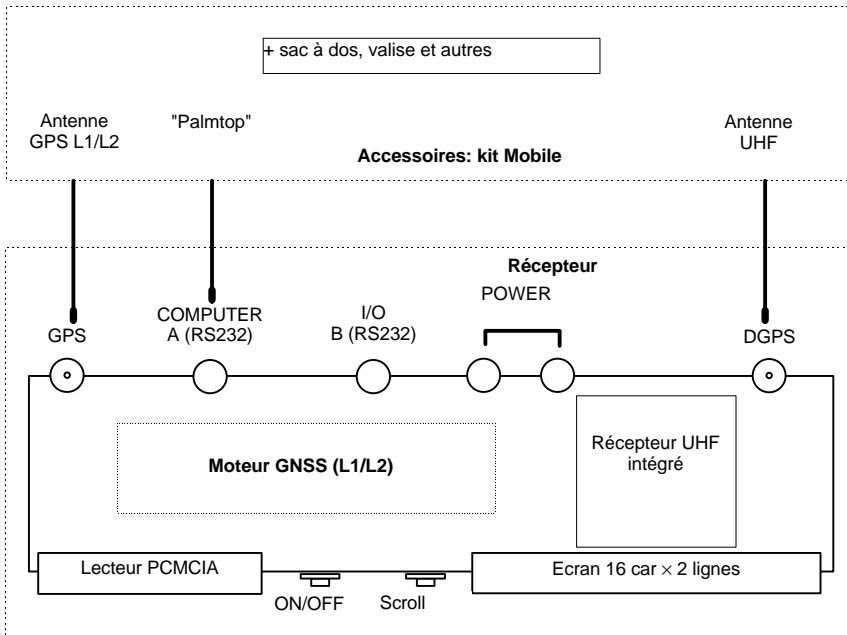 + sac à dos, valise et autres
Antenne
GPS L1/L2
"Palmtop"
Antenne
UHF
Accessoires: kit Mobile
Récepteur
POWER
GPS
COMPUTER
A (RS232)
I/O
B (RS232)
DGPS
Moteur GNSS (L1/L2)
Récepteur UHF
intégré
Lecteur PCMCIA
Ecran 16 car × 2 lignes
ON/OFF
Scroll